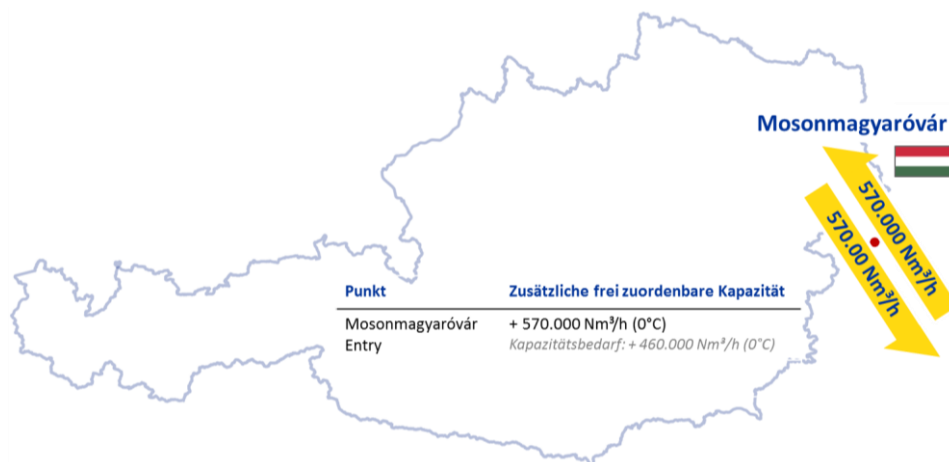 Mosonmagyaróvár
570.000 Nm³/h
570.00 Nm³/h
Punkt Zusätzliche frei zuordenbare Kapazität
Mosonmagyaróvár + 570.000 Nm³/h (0°C)
Entry Kapazitätsbedarf: + 460.000 Nm³/h (0°C)